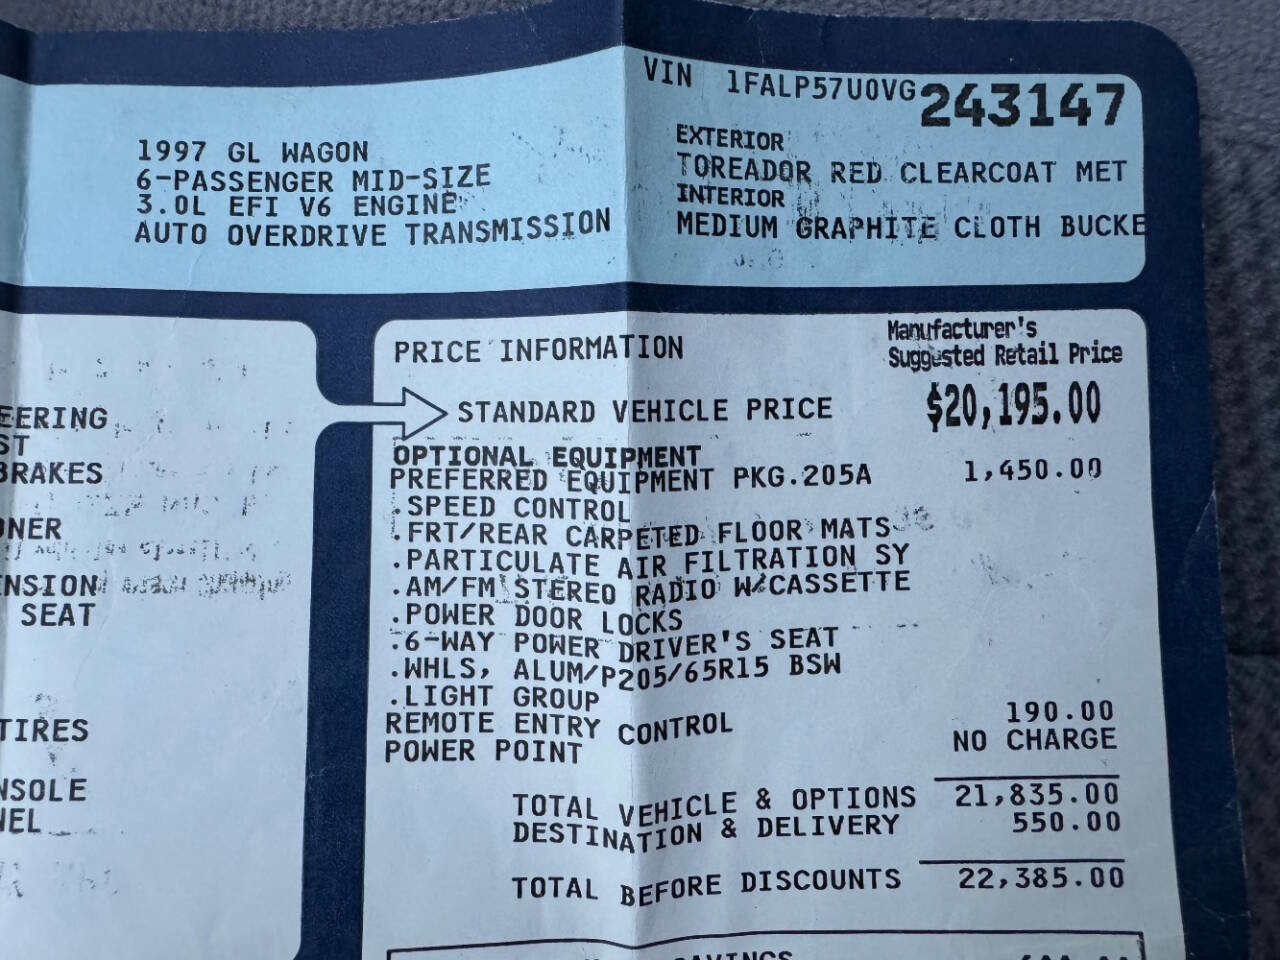 VIN 1FALP57U0VG243147
1997 GL WAGON
6-PASSENGER MID-SIZE
3.0L EFI V6 ENGINE
AUTO OVERDRIVE TRANSMISSION
EXTERIOR
TOREADOR RED CLEARCOAT MET
INTERIOR
MEDIUM GRAPHITE CLOTH BUCKE
EERING
ST
BRAKES
ONER
ENSION
SEAT
TIRES
NSOLE
NEL
PRICE INFORMATION
Manufacturer's
Suggested Retail Price
STANDARD VEHICLE PRICE $20,195.00
OPTIONAL EQUIPMENT
PREFERRED EQUIPMENT PKG.205A 1,450.00
.SPEED CONTROL
.FRT/REAR CARPETED FLOOR MATS
.PARTICULATE AIR FILTRATION SY
.AM/FM STEREO RADIO W/CASSETTE
.POWER DOOR LOCKS
.6-WAY POWER DRIVER'S SEAT
.WHLS, ALUM/P205/65R15 BSW
.LIGHT GROUP
REMOTE ENTRY CONTROL 190.00
POWER POINT NO CHARGE
TOTAL VEHICLE & OPTIONS 21,835.00
DESTINATION & DELIVERY 550.00
TOTAL BEFORE DISCOUNTS 22,385.00
SAVINGS